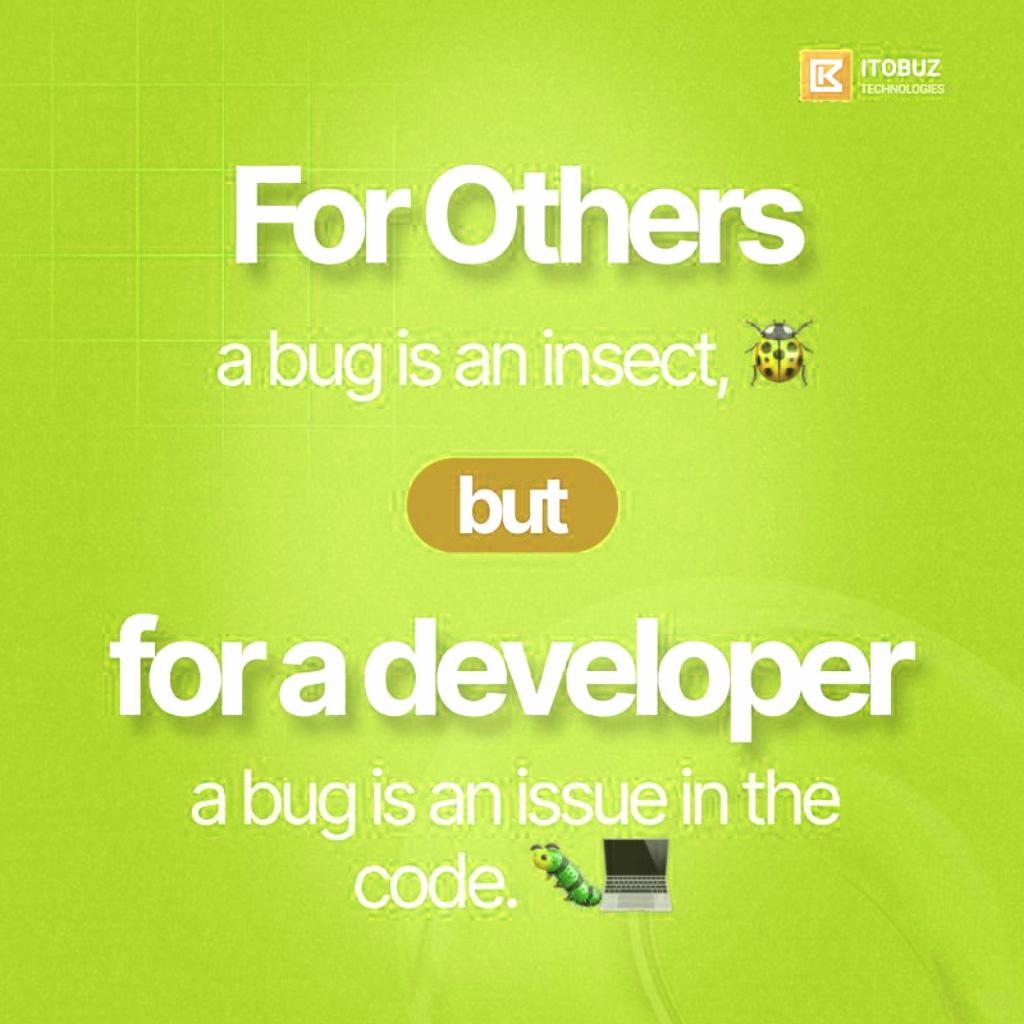 ITOBUZ
TECHNOLOGIES
For Others
a bug is an insect, 🐞
but
for a developer
a bug is an issue in the
code. 🐛💻